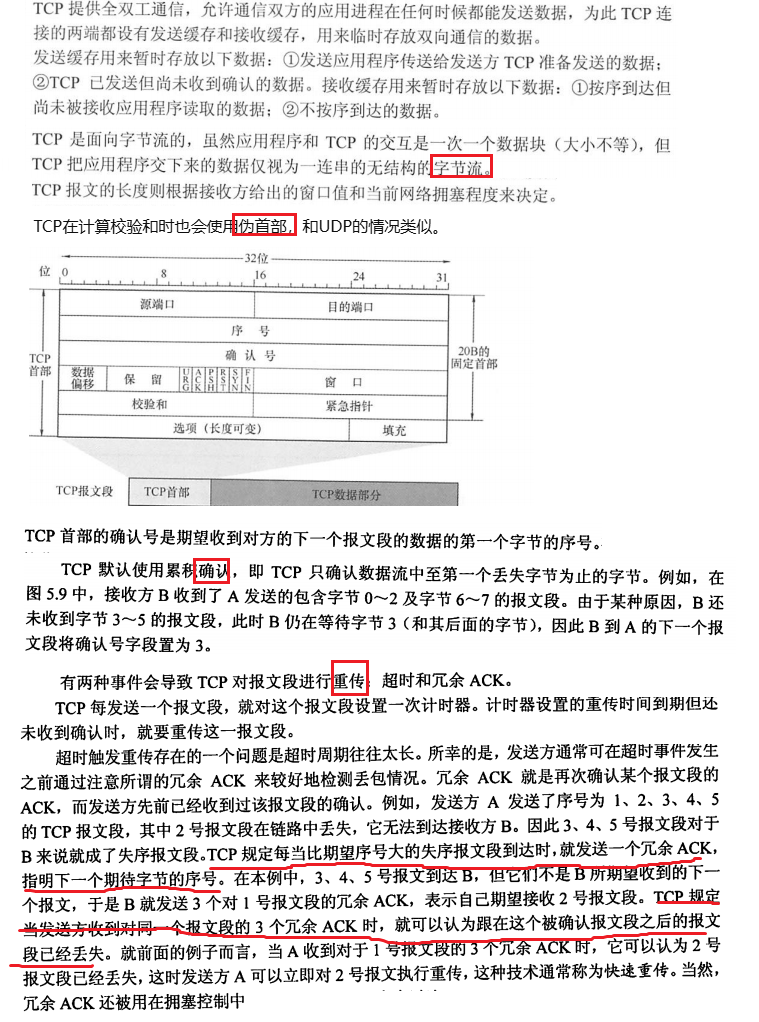 TCP 提供全双工通信，允许通信双方的应用进程在任何时候都能发送数据，为此 TCP 连
接的两端都设有发送缓存和接收缓存，用来临时存放双向通信的数据。
发送缓存用来暂时存放以下数据：①发送应用程序传送给发送方 TCP 准备发送的数据；
②TCP 已发送但尚未收到确认的数据。接收缓存用来暂时存放以下数据：①按序到达但
尚未被接收应用程序读取的数据；②不按序到达的数据。
TCP 是面向字节流的，虽然应用程序和 TCP 的交互是一次一个数据块（大小不等），但
TCP 把应用程序交下来的数据仅视为一连串的无结构的字节流。
TCP 报文的长度则根据接收方给出的窗口值和当前网络拥塞程度来决定。
TCP在计算校验和时也会使用伪首部，和UDP的情况类似。
32位
位 0 8 16 24 31
源端口 目的端口
序 号
确 认 号
TCP
首部
20B的
固定首部
数据
偏移
保 留
URG ACK PSH RST SYN FIN
窗 口
校验和 紧急指针
选项（长度可变） 填充
TCP报文段 TCP首部 TCP数据部分
TCP 首部的确认号是期望收到对方的下一个报文段的数据的第一个字节的序号。
TCP 默认使用累积确认，即 TCP 只确认数据流中至第一个丢失字节为止的字节。例如，在
图 5.9 中，接收方 B 收到了 A 发送的包含字节 0～2 及字节 6～7 的报文段。由于某种原因，B 还
未收到字节 3～5 的报文段，此时 B 仍在等待字节 3（和其后面的字节），因此 B 到 A 的下一个报
文段将确认号字段置为 3。
有两种事件会导致 TCP 对报文段进行重传：超时和冗余 ACK。
TCP 每发送一个报文段，就对这个报文段设置一次计时器。计时器设置的重传时间到期但还
未收到确认时，就要重传这一报文段。
超时触发重传存在的一个问题是超时周期往往太长。所幸的是，发送方通常可在超时事件发生
之前通过注意所谓的冗余 ACK 来较好地检测丢包情况。冗余 ACK 就是再次确认某个报文段的
ACK，而发送方先前已经收到过该报文段的确认。例如，发送方 A 发送了序号为 1、2、3、4、5
的 TCP 报文段，其中 2 号报文段在链路中丢失，它无法到达接收方 B。因此 3、4、5 号报文段对于
B 来说就成了失序报文段。TCP 规定每当比期望序号大的失序报文段到达时，就发送一个冗余 ACK，
指明下一个期待字节的序号。在本例中，3、4、5 号报文到达 B，但它们不是 B 所期望收到的下一
个报文，于是 B 就发送 3 个对 1 号报文段的冗余 ACK，表示自己期望接收 2 号报文段。TCP 规定
当发送方收到对同一个报文段的 3 个冗余 ACK 时，就可以认为跟在这个被确认报文段之后的报文
段已经丢失。就前面的例子而言，当 A 收到对于 1 号报文段的 3 个冗余 ACK 时，它可以认为 2 号
报文段已经丢失，这时发送方 A 可以立即对 2 号报文执行重传，这种技术通常称为快速重传。当然，
冗余 ACK 还被用在拥塞控制中